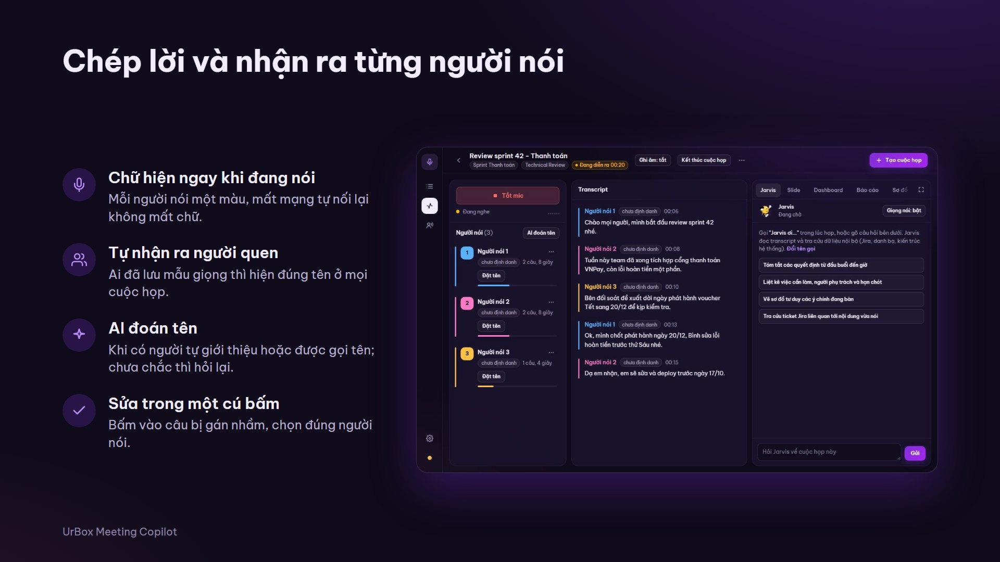 Chép lời và nhận ra từng người nói
Chữ hiện ngay khi đang nói
Mỗi người nói một màu, mất mạng tự nối lại
không mất chữ.
Tự nhận ra người quen
Ai đã lưu mẫu giọng thì hiện đúng tên ở mọi
cuộc họp.
AI đoán tên
Khi có người tự giới thiệu hoặc được gọi tên;
chưa chắc thì hỏi lại.
Sửa trong một cú bấm
Bấm vào câu bị gán nhầm, chọn đúng người
nói.
Review sprint 42 - Thanh toán
Sprint Thanh toán Technical Review Đang diễn ra 00:20
Ghi âm: tắt Kết thúc cuộc họp ...
+ Tạo cuộc họp
Tắt mic
Đang nghe
Người nói (3) AI đoán tên
1 Người nói 1 ...
chưa định danh 2 câu, 8 giây
Đặt tên
2 Người nói 2 ...
chưa định danh 2 câu, 8 giây
Đặt tên
3 Người nói 3 ...
chưa định danh 1 câu, 4 giây
Đặt tên
Transcript
Người nói 1 chưa định danh 00:06
Chào mọi người, mình bắt đầu review sprint 42
nhé.
Người nói 2 chưa định danh 00:08
Tuần này team đã xong tích hợp cổng thanh toán
VNPay, còn lỗi hoàn tiền một phần.
Người nói 3 chưa định danh 00:10
Bên đối soát đề xuất dời ngày phát hành voucher
Tết sang 20/12 để kịp kiểm tra.
Người nói 1 chưa định danh 00:13
Ok, mình chốt phát hành ngày 20/12, Bình sửa lỗi
hoàn tiền trước thứ Sáu nhé.
Người nói 2 chưa định danh 00:15
Dạ em nhận, em sẽ sửa và deploy trước ngày 17/10.
Jarvis Slide Dashboard Báo cáo Sơ đồ
Jarvis
Đang chờ
Giọng nói: bật
Gọi "Jarvis ơi..." trong lúc họp, hoặc gõ câu hỏi bên dưới. Jarvis
đọc transcript và tra cứu dữ liệu nội bộ (Jira, danh bạ, kiến trúc
hệ thống). Đổi tên gọi
Tóm tắt các quyết định từ đầu buổi đến giờ
Liệt kê việc cần làm, người phụ trách và hạn chót
Vẽ sơ đồ tư duy các ý chính đang bàn
Tra cứu ticket Jira liên quan tới nội dung vừa nói
Hỏi Jarvis về cuộc họp này
Gửi
UrBox Meeting Copilot